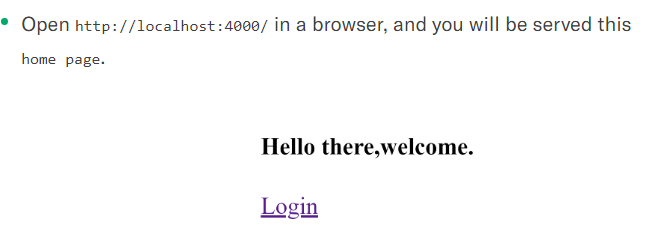 Open http://localhost:4000/ in a browser, and you will be served this
home page.
Hello there,welcome.
Login